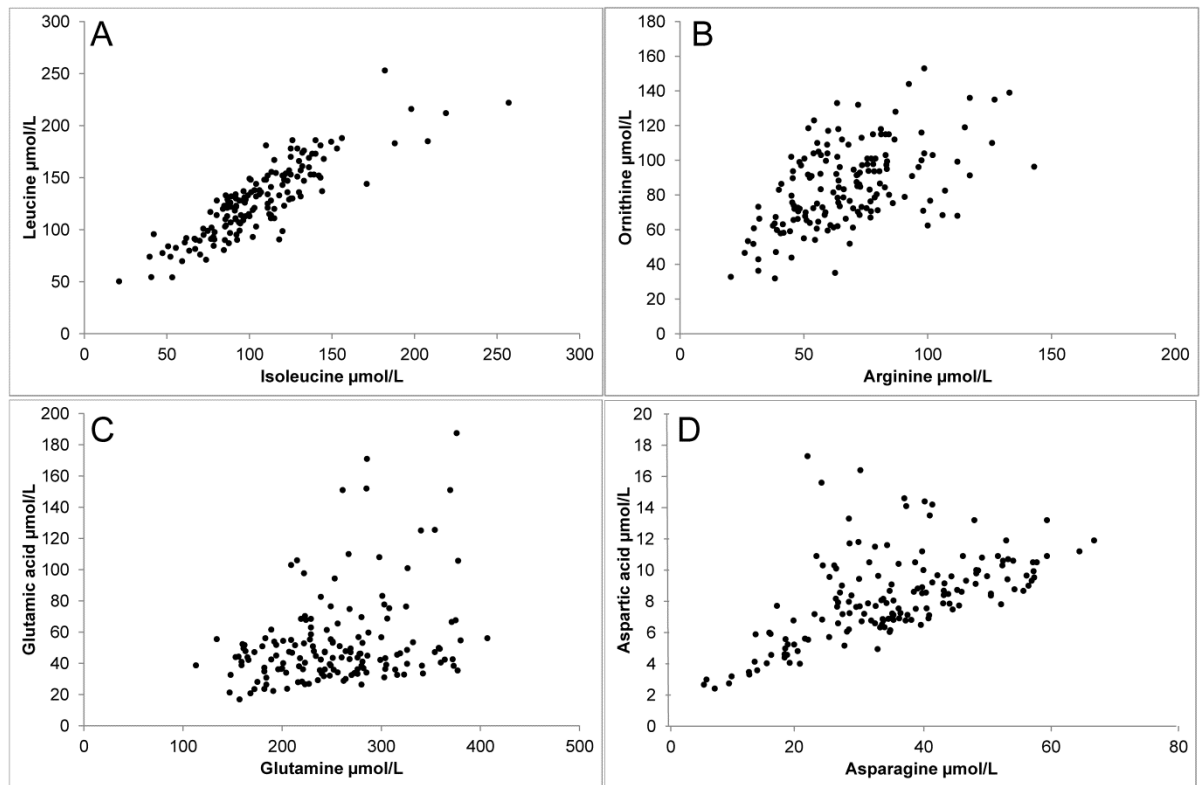 A
300
250
200
150
100
50
0
Leucine µmol/L
0 50 100 150 200 250 300
Isoleucine µmol/L
B
180
160
140
120
100
80
60
40
20
0
Ornithine µmol/L
0 50 100 150 200
Arginine µmol/L
C
200
180
160
140
120
100
80
60
40
20
0
Glutamic acid µmol/L
0 100 200 300 400 500
Glutamine µmol/L
D
20
18
16
14
12
10
8
6
4
2
0
Aspartic acid µmol/L
0 20 40 60 80
Asparagine µmol/L